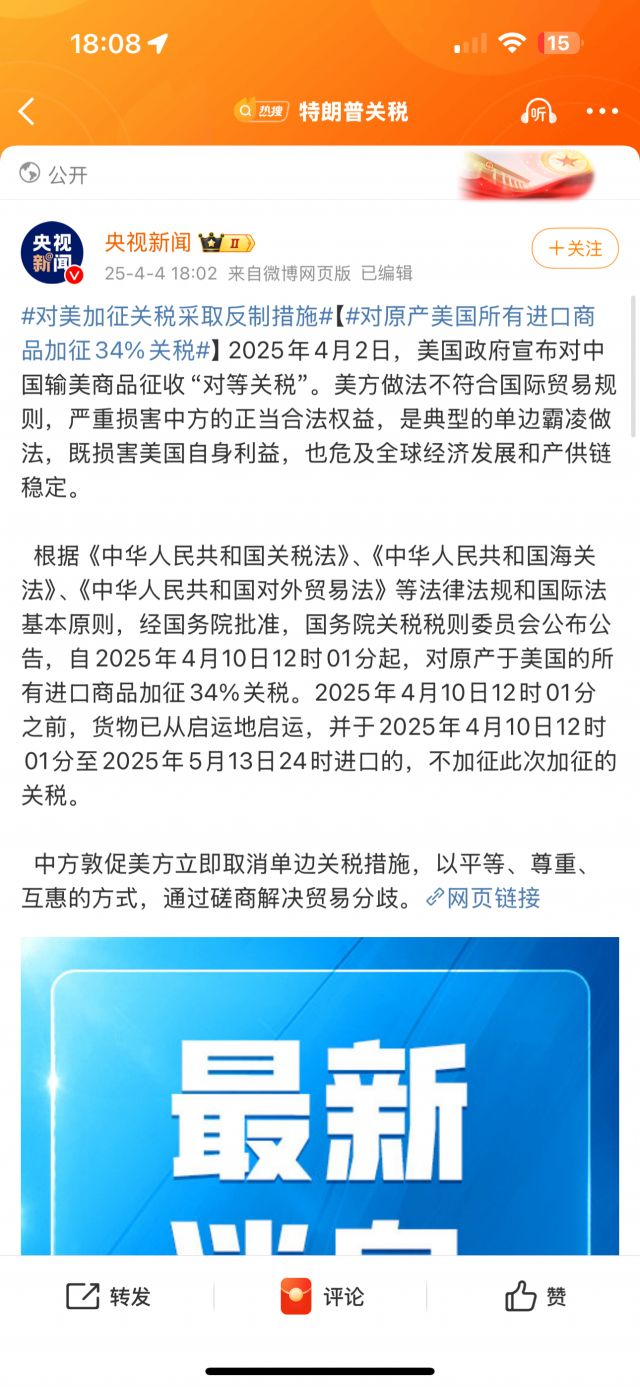 18:08
15
热搜 特朗普关税
听
公开
央视新闻 II
央视
新闻
25-4-4 18:02 来自微博网页版 已编辑
+关注
#对美加征关税采取反制措施#【#对原产美国所有进口商
品加征34%关税#】2025年4月2日，美国政府宣布对中
国输美商品征收“对等关税”。美方做法不符合国际贸易规
则，严重损害中方的正当合法权益，是典型的单边霸凌做
法，既损害美国自身利益，也危及全球经济发展和产供链
稳定。
根据《中华人民共和国关税法》、《中华人民共和国海关
法》、《中华人民共和国对外贸易法》等法律法规和国际法
基本原则，经国务院批准，国务院关税税则委员会公布公
告，自2025年4月10日12时01分起，对原产于美国的所
有进口商品加征34%关税。2025年4月10日12时01分
之前，货物已从启运地启运，并于2025年4月10日12时
01分至2025年5月13日24时进口的，不加征此次加征的
关税。
中方敦促美方立即取消单边关税措施，以平等、尊重、
互惠的方式，通过磋商解决贸易分歧。网页链接
最新
转发
评论
赞